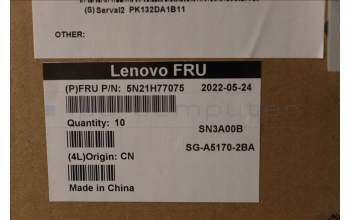 (S) Serval2 PK132DA1B11
OTHER:
Lenovo FRU
(P)FRU P/N: 5N21H77075 2022-05-24
Quantity: 10 SN3A00B
SG-A5170-2BA
(4L)Origin: CN
Made in China